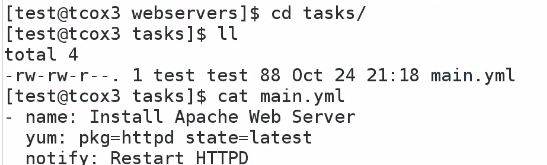 [test@tcox3 webservers]$ cd tasks/
[test@tcox3 tasks]$ ll
total 4
-rw-rw-r--. 1 test test 88 Oct 24 21:18 main.yml
[test@tcox3 tasks]$ cat main.yml
- name: Install Apache Web Server
  yum: pkg=httpd state=latest
  notify: Restart HTTPD